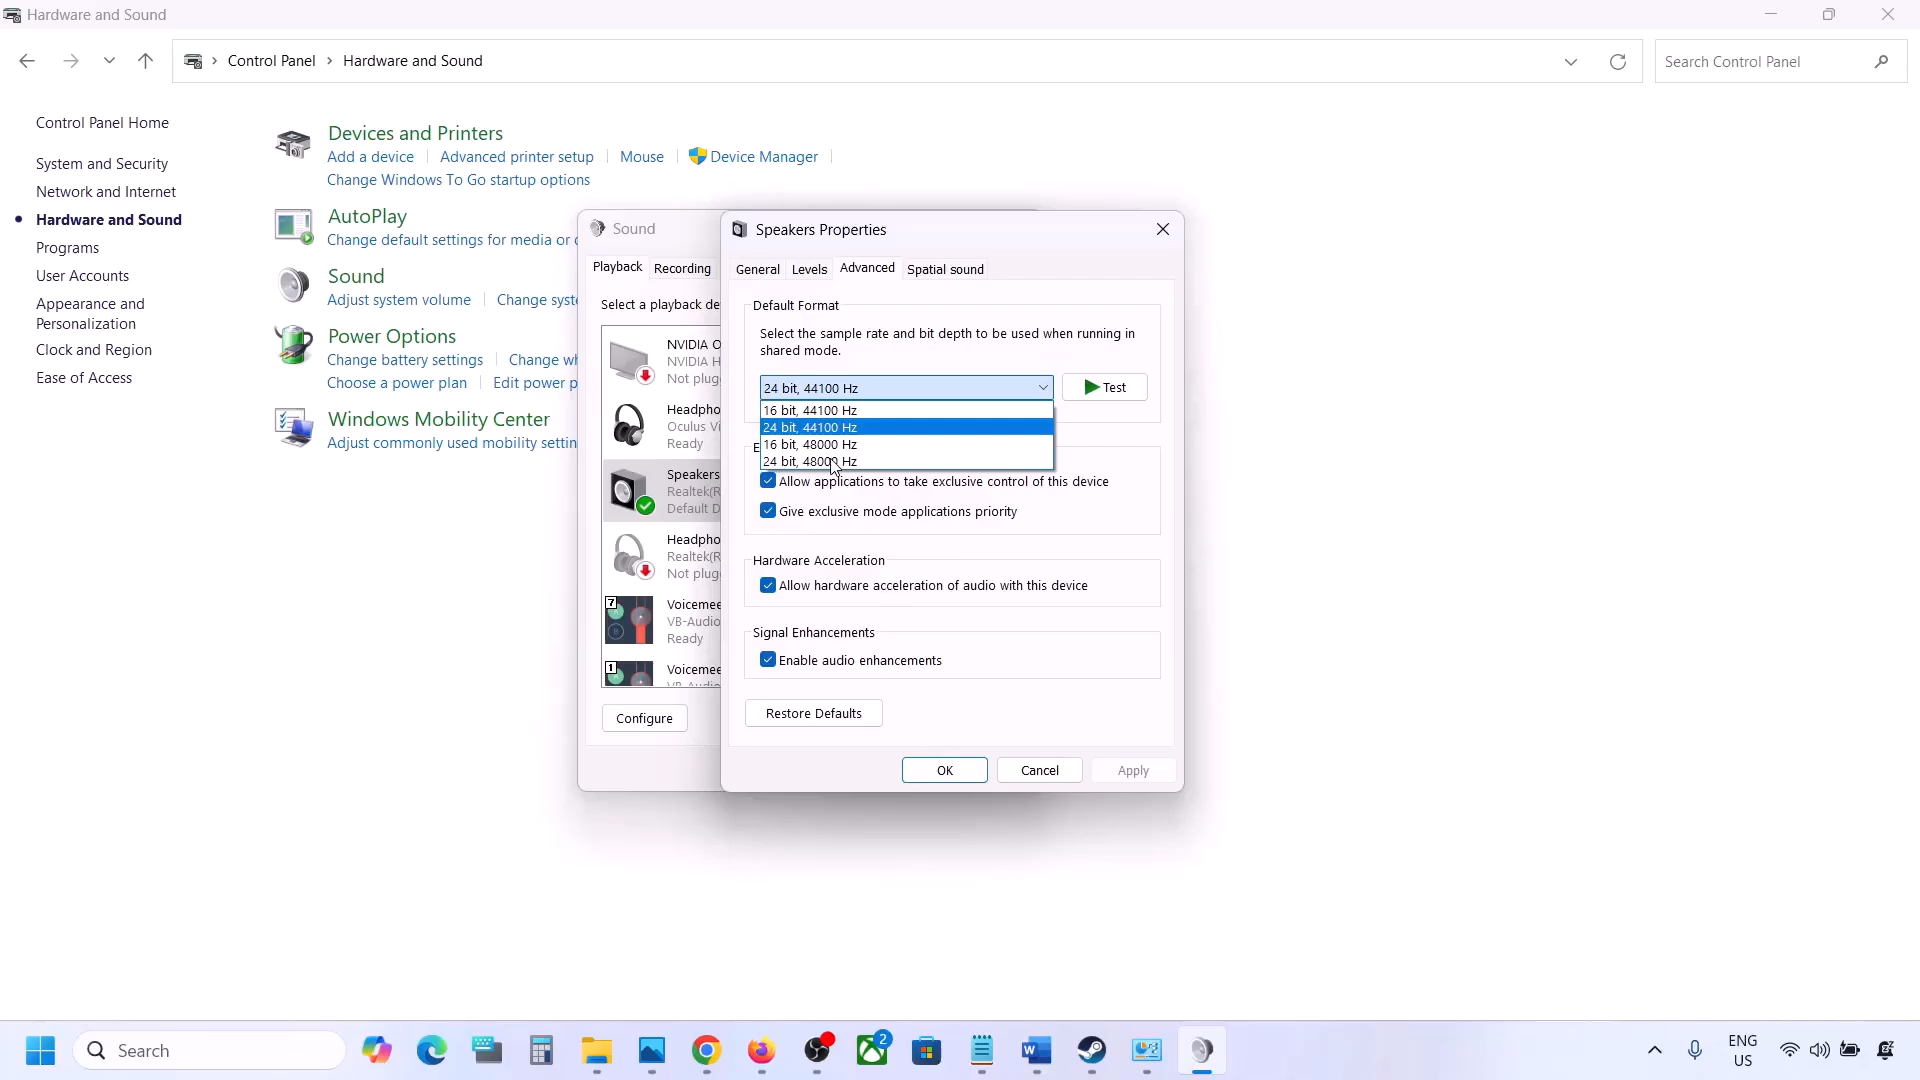 Hardware and Sound
Control Panel > Hardware and Sound
Search Control Panel
Control Panel Home
System and Security
Network and Internet
Hardware and Sound
Programs
User Accounts
Appearance and
Personalization
Clock and Region
Ease of Access
Devices and Printers
Add a device
Advanced printer setup
Mouse
Device Manager
Change Windows To Go startup options
AutoPlay
Change default settings for media or
Sound
Adjust system volume
Change syst
Power Options
Change battery settings
Change wh
Choose a power plan
Edit power p
Windows Mobility Center
Adjust commonly used mobility settin
Sound
Playback
Recording
Select a playback de
NVIDIA O
NVIDIA H
Not plug
Headpho
Oculus Vi
Ready
Speakers
Realtek(R
Default D
Headpho
Realtek(R
Not plug
7
Voicemee
VB-Audio
Ready
1
Voicemee
Configure
Speakers Properties
General
Levels
Advanced
Spatial sound
Default Format
Select the sample rate and bit depth to be used when running in
shared mode.
24 bit, 44100 Hz
Test
16 bit, 44100 Hz
24 bit, 44100 Hz
16 bit, 48000 Hz
24 bit, 48000 Hz
Allow applications to take exclusive control of this device
Give exclusive mode applications priority
Hardware Acceleration
Allow hardware acceleration of audio with this device
Signal Enhancements
Enable audio enhancements
Restore Defaults
OK
Cancel
Apply
Search
2
ENG
US